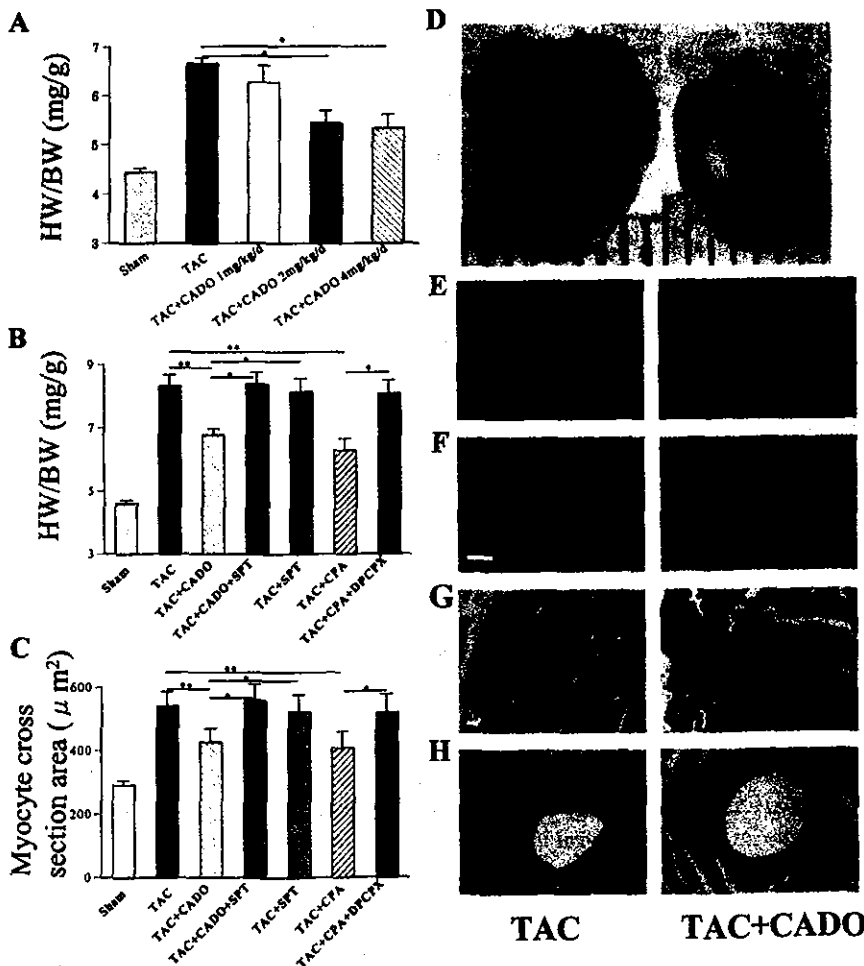 A
HW/BW (mg/g)
7
6
5
4
3
*
*
Sham
TAC
TAC+CADO 1mg/kg/d
TAC+CADO 2mg/kg/d
TAC+CADO 4mg/kg/d
B
HW/BW (mg/g)
9
7
5
3
**
**
*
*
*
Sham
TAC
TAC+CADO
TAC+CADO+SPT
TAC+SPT
TAC+CPA
TAC+CPA+DPCPX
C
Myocyte cross
section area (μm²)
600
400
200
0
**
**
*
*
*
Sham
TAC
TAC+CADO
TAC+CADO+SPT
TAC+SPT
TAC+CPA
TAC+CPA+DPCPX
D
E
F
G
H
TAC
TAC+CADO